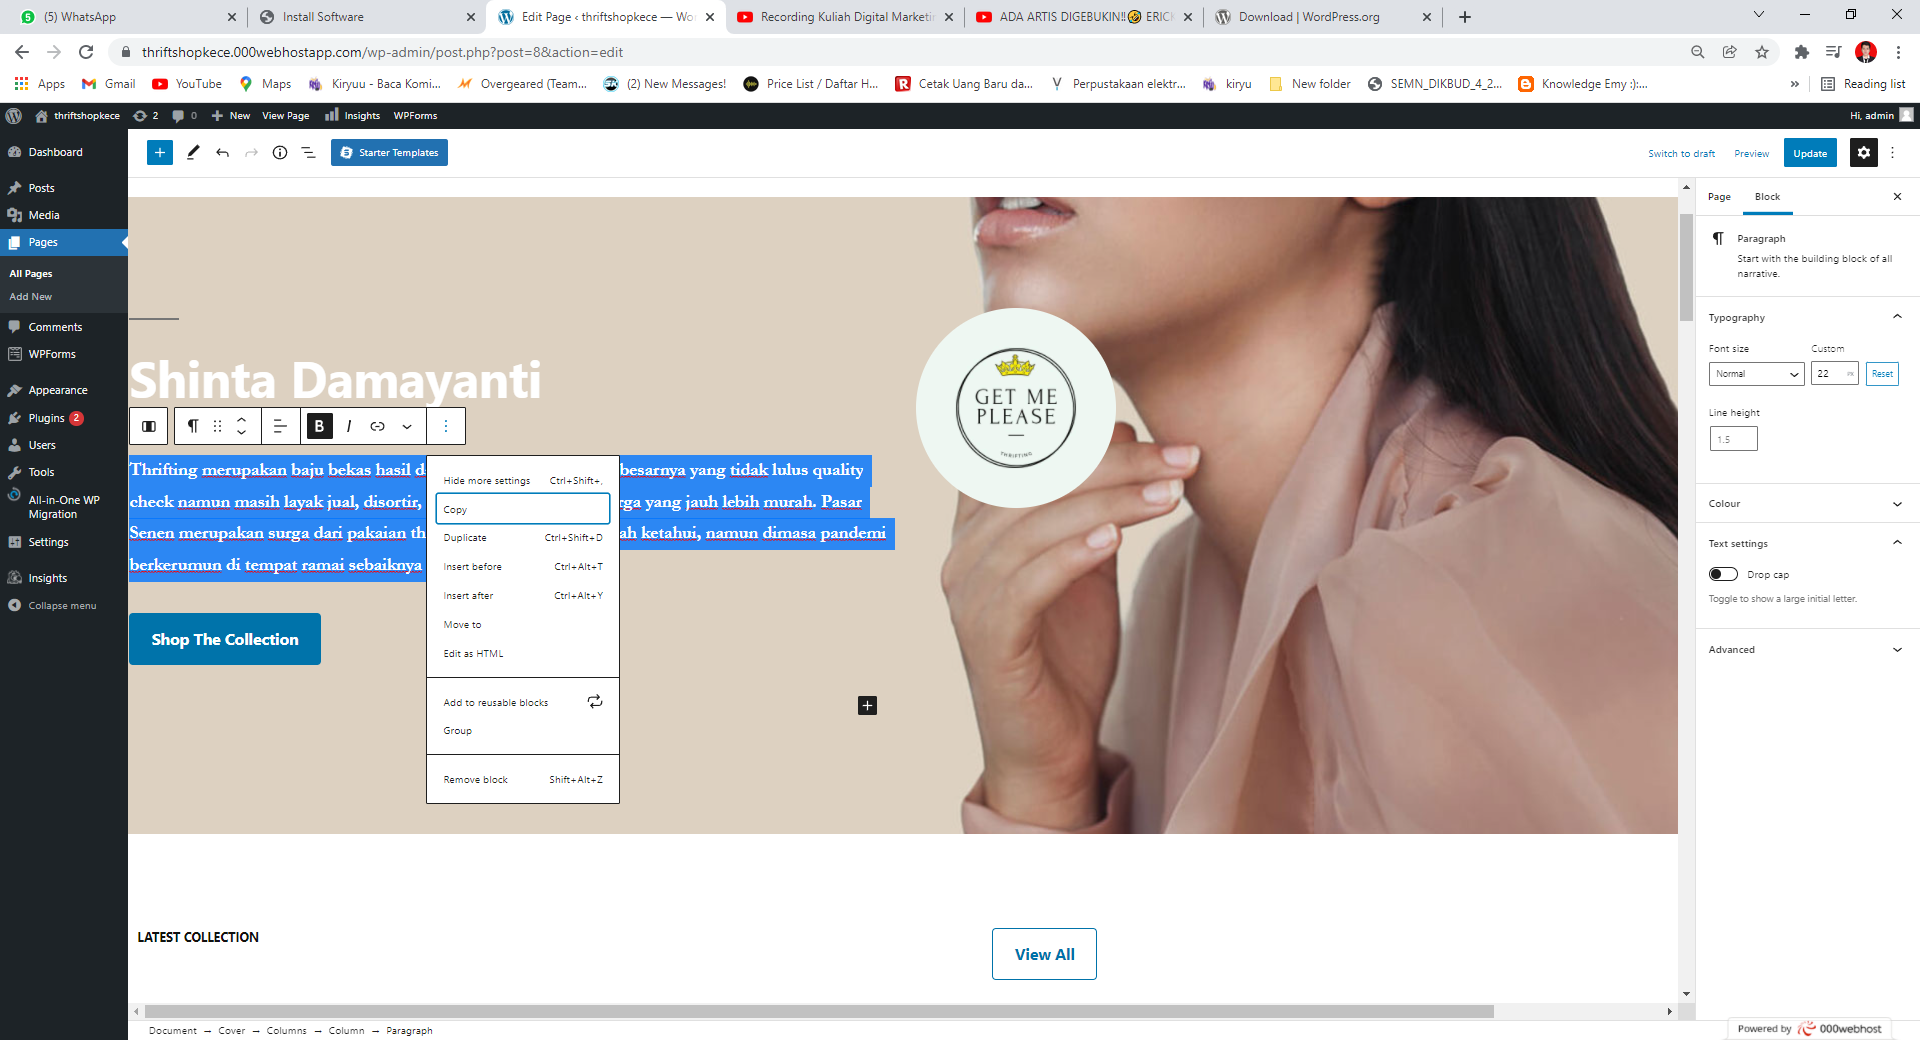 (5) WhatsApp
Install Software
Edit Page ‹ thriftshopkece — Wo
Recording Kuliah Digital Marketin
ADA ARTIS DIGEBUKIN!! ERIC
Download | WordPress.org
thriftshopkece.000webhostapp.com/wp-admin/post.php?post=8&action=edit
Apps
Gmail
YouTube
Maps
Kiryuu - Baca Komi...
Overgeared (Team...
(2) New Messages!
Price List / Daftar H...
Cetak Uang Baru da...
Perpustakaan elektr...
kiryu
New folder
SEMN_DIKBUD_4_2...
Knowledge Emy :):...
»
Reading list
thriftshopkece
2
0
New
View Page
Insights
WPForms
Hi, admin
Dashboard
Posts
Media
Pages
All Pages
Add New
Comments
WPForms
Appearance
Plugins 2
Users
Tools
All-in-One WP
Migration
Settings
Insights
Collapse menu
Starter Templates
Switch to draft
Preview
Update
Shinta Damayanti
B I
Thrifting merupakan baju bekas hasil d
besarnya yang tidak lulus quality
check namun masih layak jual, disortir,
rga yang jauh lebih murah. Pasar
Senen merupakan surga dari pakaian th
ah ketahui, namun dimasa pandemi
berkerumun di tempat ramai sebaiknya
Shop The Collection
Hide more settings Ctrl+Shift+,
Copy
Duplicate Ctrl+Shift+D
Insert before Ctrl+Alt+T
Insert after Ctrl+Alt+Y
Move to
Edit as HTML
Add to reusable blocks
Group
Remove block Shift+Alt+Z
GET ME
PLEASE
THRIFTING
LATEST COLLECTION
View All
Page
Block
Paragraph
Start with the building block of all
narrative.
Typography
Font size
Custom
Normal
22
PX
Reset
Line height
1.5
Colour
Text settings
Drop cap
Toggle to show a large initial letter.
Advanced
Document → Cover → Columns → Column → Paragraph
Powered by 000webhost